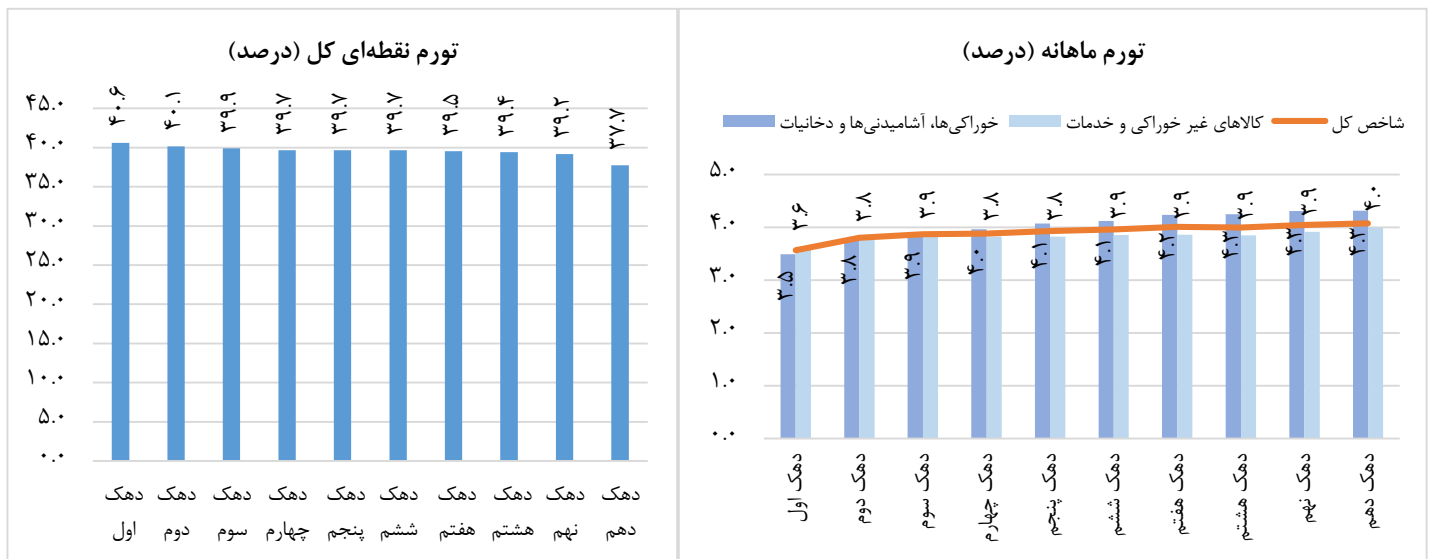 تورم ماهانه (درصد)
خوراکی‌ها، آشامیدنی‌ها و دخانیات
کالاهای غیر خوراکی و خدمات
شاخص کل
۵.۰
۴.۰
۳.۰
۲.۰
۱.۰
۰.۰
۳.۵
۳.۸
۳.۹
۴.۰
۴.۱
۴.۱
۴.۲
۴.۳
۴.۳
۴.۳
۳.۶
۳.۸
۳.۹
۳.۸
۳.۸
۳.۹
۳.۹
۳.۹
۳.۹
۴.۰
دهک اول
دهک دوم
دهک سوم
دهک چهارم
دهک پنجم
دهک ششم
دهک هفتم
دهک هشتم
دهک نهم
دهک دهم
تورم نقطه‌ای کل (درصد)
۴۵.۰
۴۰.۰
۳۵.۰
۳۰.۰
۲۵.۰
۲۰.۰
۱۵.۰
۱۰.۰
۵.۰
۰.۰
۴۰.۶
۴۰.۱
۳۹.۹
۳۹.۷
۳۹.۷
۳۹.۷
۳۹.۵
۳۹.۴
۳۹.۲
۳۷.۷
دهک اول
دهک دوم
دهک سوم
دهک چهارم
دهک پنجم
دهک ششم
دهک هفتم
دهک هشتم
دهک نهم
دهک دهم